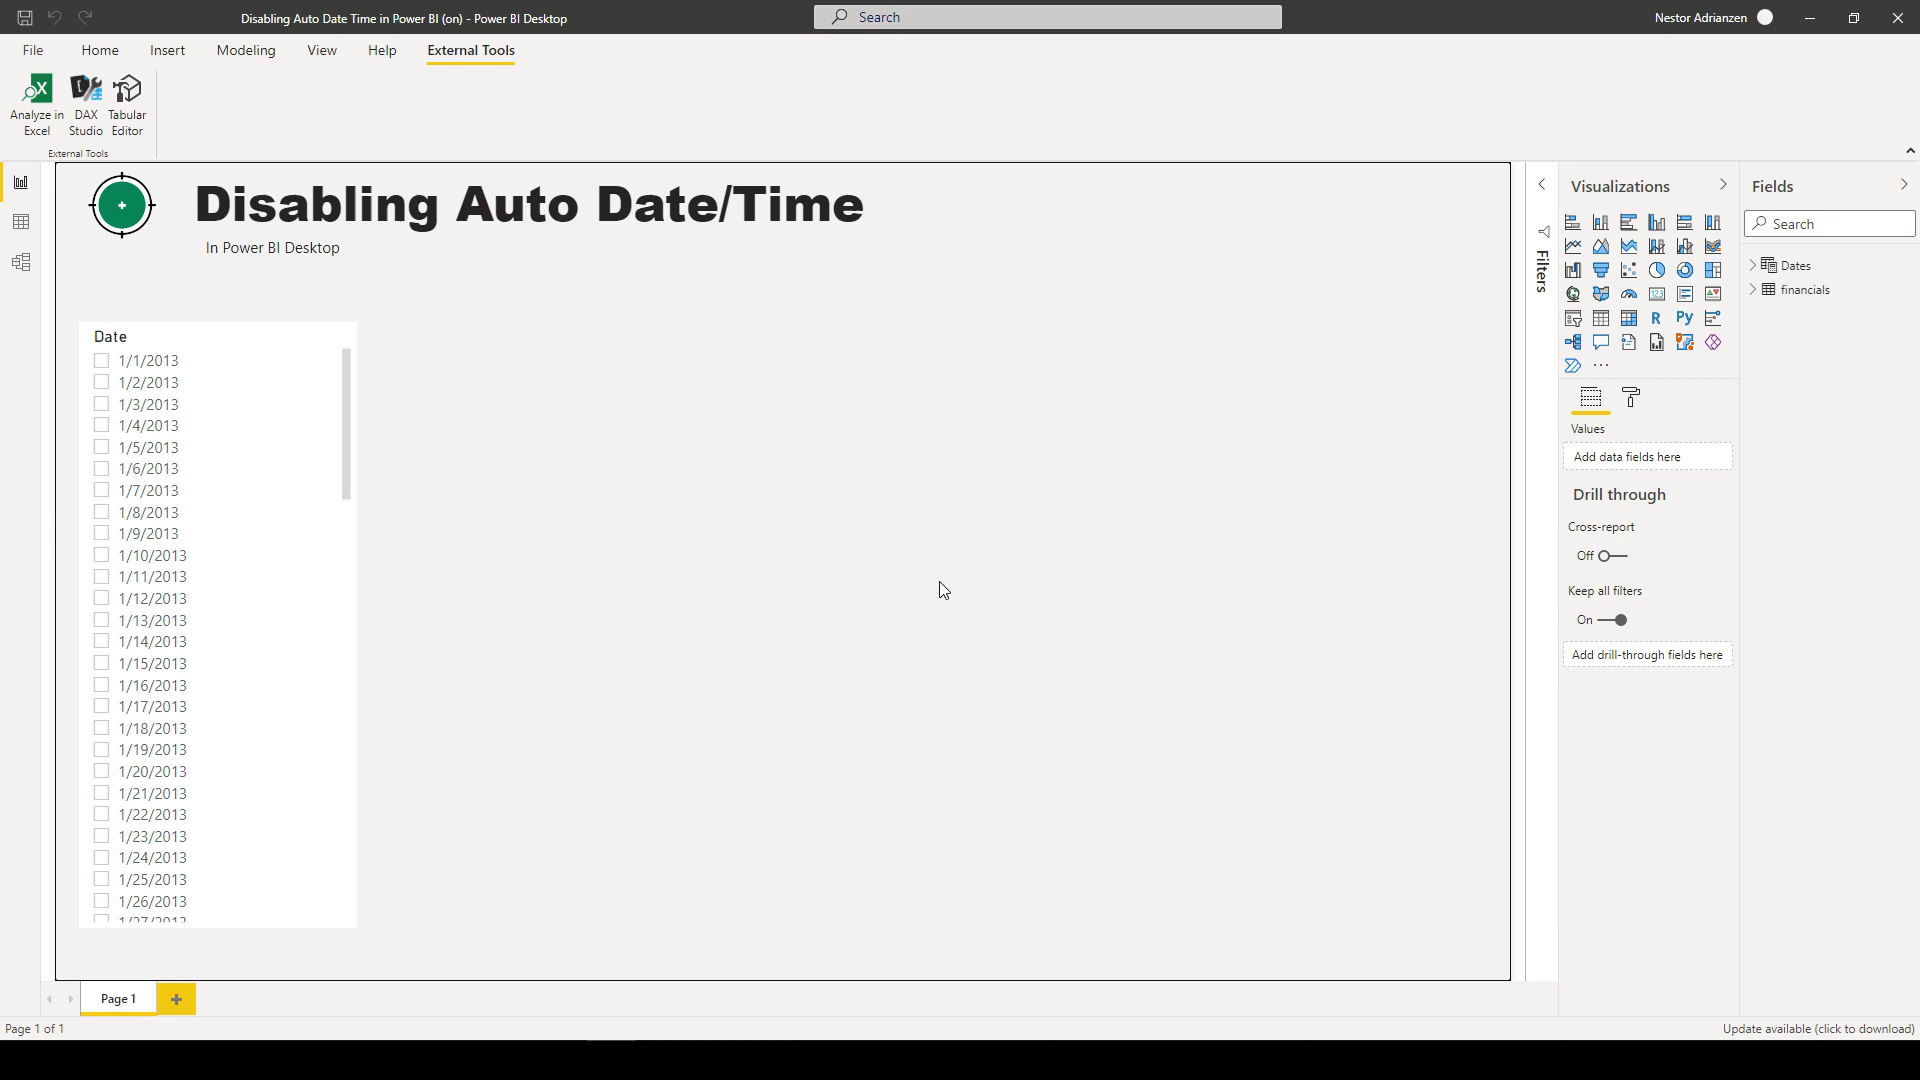 Disabling Auto Date Time in Power BI (on) - Power BI Desktop
Search
Nestor Adrianzen
File Home Insert Modeling View Help External Tools
Analyze in Excel
DAX Studio
Tabular Editor
External Tools
Disabling Auto Date/Time
In Power BI Desktop
Date
1/1/2013
1/2/2013
1/3/2013
1/4/2013
1/5/2013
1/6/2013
1/7/2013
1/8/2013
1/9/2013
1/10/2013
1/11/2013
1/12/2013
1/13/2013
1/14/2013
1/15/2013
1/16/2013
1/17/2013
1/18/2013
1/19/2013
1/20/2013
1/21/2013
1/22/2013
1/23/2013
1/24/2013
1/25/2013
1/26/2013
1/27/2013
Filters
Visualizations
123
R
Py
Values
Add data fields here
Drill through
Cross-report
Off
Keep all filters
On
Add drill-through fields here
Fields
Search
Dates
financials
Page 1
Page 1 of 1
Update available (click to download)